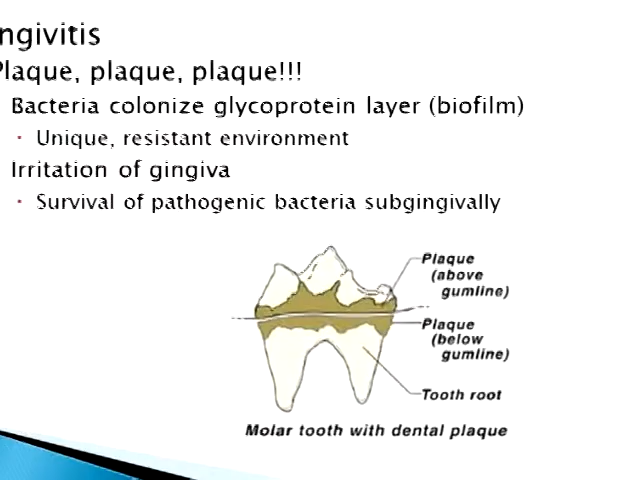 ngivitis
Plaque, plaque, plaque!!!
Bacteria colonize glycoprotein layer (biofilm)
Unique, resistant environment
Irritation of gingiva
Survival of pathogenic bacteria subgingivally
Plaque
(above
gumline)
Plaque
(below
gumline)
Tooth root
Molar tooth with dental plaque